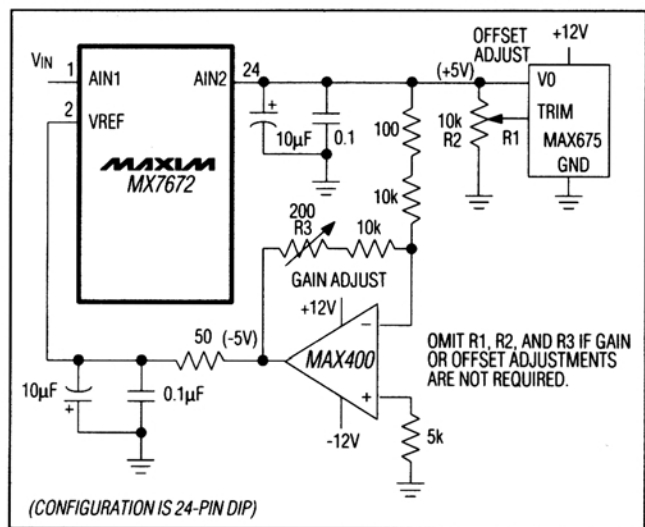 OFFSET
ADJUST
+12V
VIN
1
AIN1
AIN2
24
(+5V)
V0
2
VREF
10µF
+
0.1
100
10k
R2
R1
TRIM
MAX675
GND
MAXIM
MX7672
10k
200
R3
10k
GAIN ADJUST
+12V
−
MAX400
+
-12V
50
(-5V)
10µF
+
0.1µF
5k
OMIT R1, R2, AND R3 IF GAIN
OR OFFSET ADJUSTMENTS
ARE NOT REQUIRED.
(CONFIGURATION IS 24-PIN DIP)